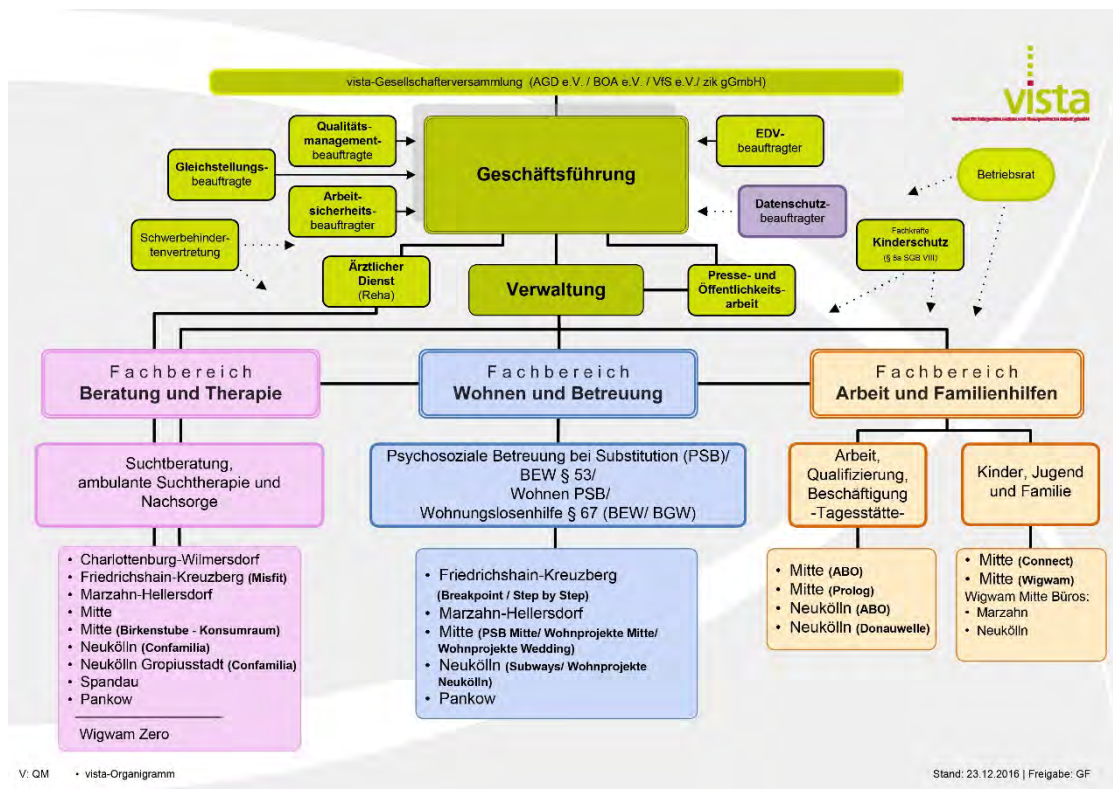 vista-Gesellschafterversammlung (AGD e.V. / BOA e.V. / VfS e.V./ zik gGmbH)
vista
Qualitäts-
management-
beauftragte
Gleichstellungs-
beauftragte
Arbeit-
sicherheits-
beauftragter
Schwerbehinder-
tenvertretung
Geschäftsführung
EDV-
beauftragter
Datenschutz-
beauftragter
Betriebsrat
Fachkräfte
Kinderschutz
(§ 8a SGB VIII)
Ärztlicher
Dienst
(Reha)
Verwaltung
Presse- und
Öffentlichkeits-
arbeit
Fachbereich
Beratung und Therapie
Fachbereich
Wohnen und Betreuung
Fachbereich
Arbeit und Familienhilfen
Suchtberatung,
ambulante Suchtherapie und
Nachsorge
Psychosoziale Betreuung bei Substitution (PSB)/
BEW § 53/
Wohnen PSB/
Wohnungslosenhilfe § 67 (BEW/ BGW)
Arbeit,
Qualifizierung,
Beschäftigung
-Tagesstätte-
Kinder, Jugend
und Familie
• Charlottenburg-Wilmersdorf
• Friedrichshain-Kreuzberg (Misfit)
• Marzahn-Hellersdorf
• Mitte
• Mitte (Birkenstube - Konsumraum)
• Neukölln (Confamilia)
• Neukölln Gropiusstadt (Confamilia)
• Spandau
• Pankow
Wigwam Zero
• Friedrichshain-Kreuzberg
(Breakpoint / Step by Step)
• Marzahn-Hellersdorf
• Mitte (PSB Mitte/ Wohnprojekte Mitte/
Wohnprojekte Wedding)
• Neukölln (Subways/ Wohnprojekte
Neukölln)
• Pankow
• Mitte (ABO)
• Mitte (Prolog)
• Neukölln (ABO)
• Neukölln (Donauwelle)
• Mitte (Connect)
• Mitte (Wigwam)
Wigwam Mitte Büros:
• Marzahn
• Neukölln
V: QM • vista-Organigramm
Stand: 23.12.2016 | Freigabe: GF